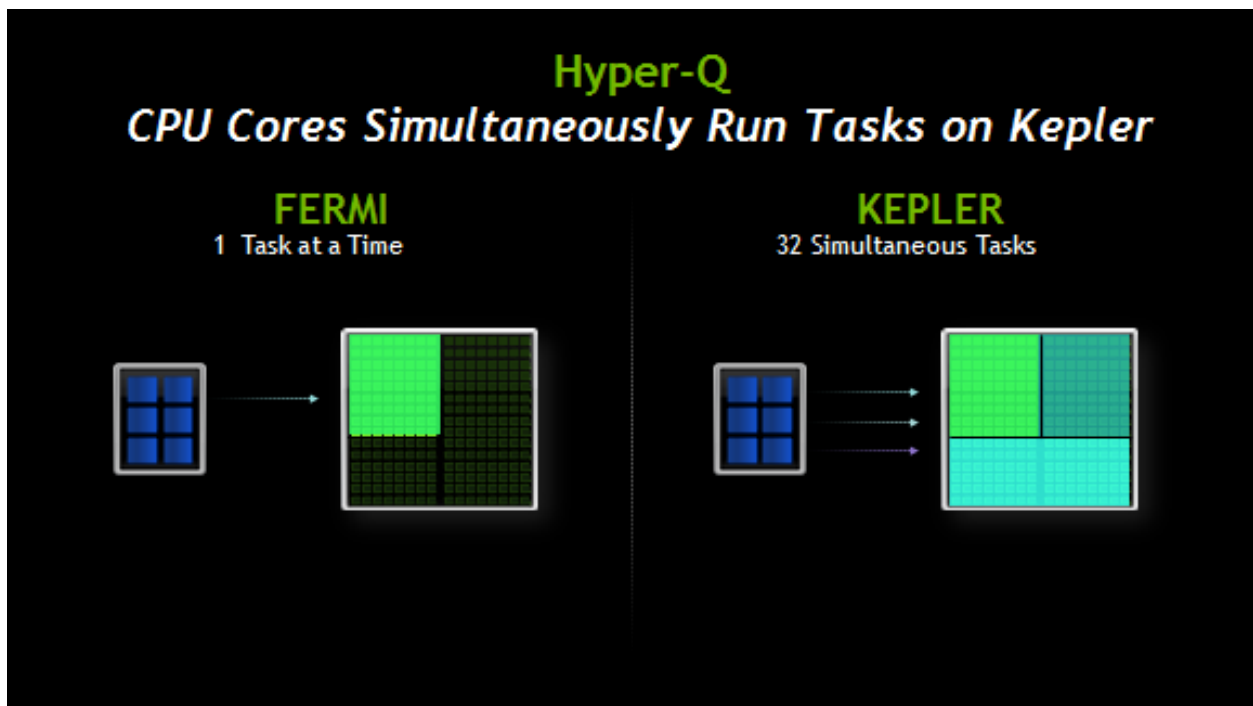 Hyper-Q
CPU Cores Simultaneously Run Tasks on Kepler
FERMI
1 Task at a Time
KEPLER
32 Simultaneous Tasks